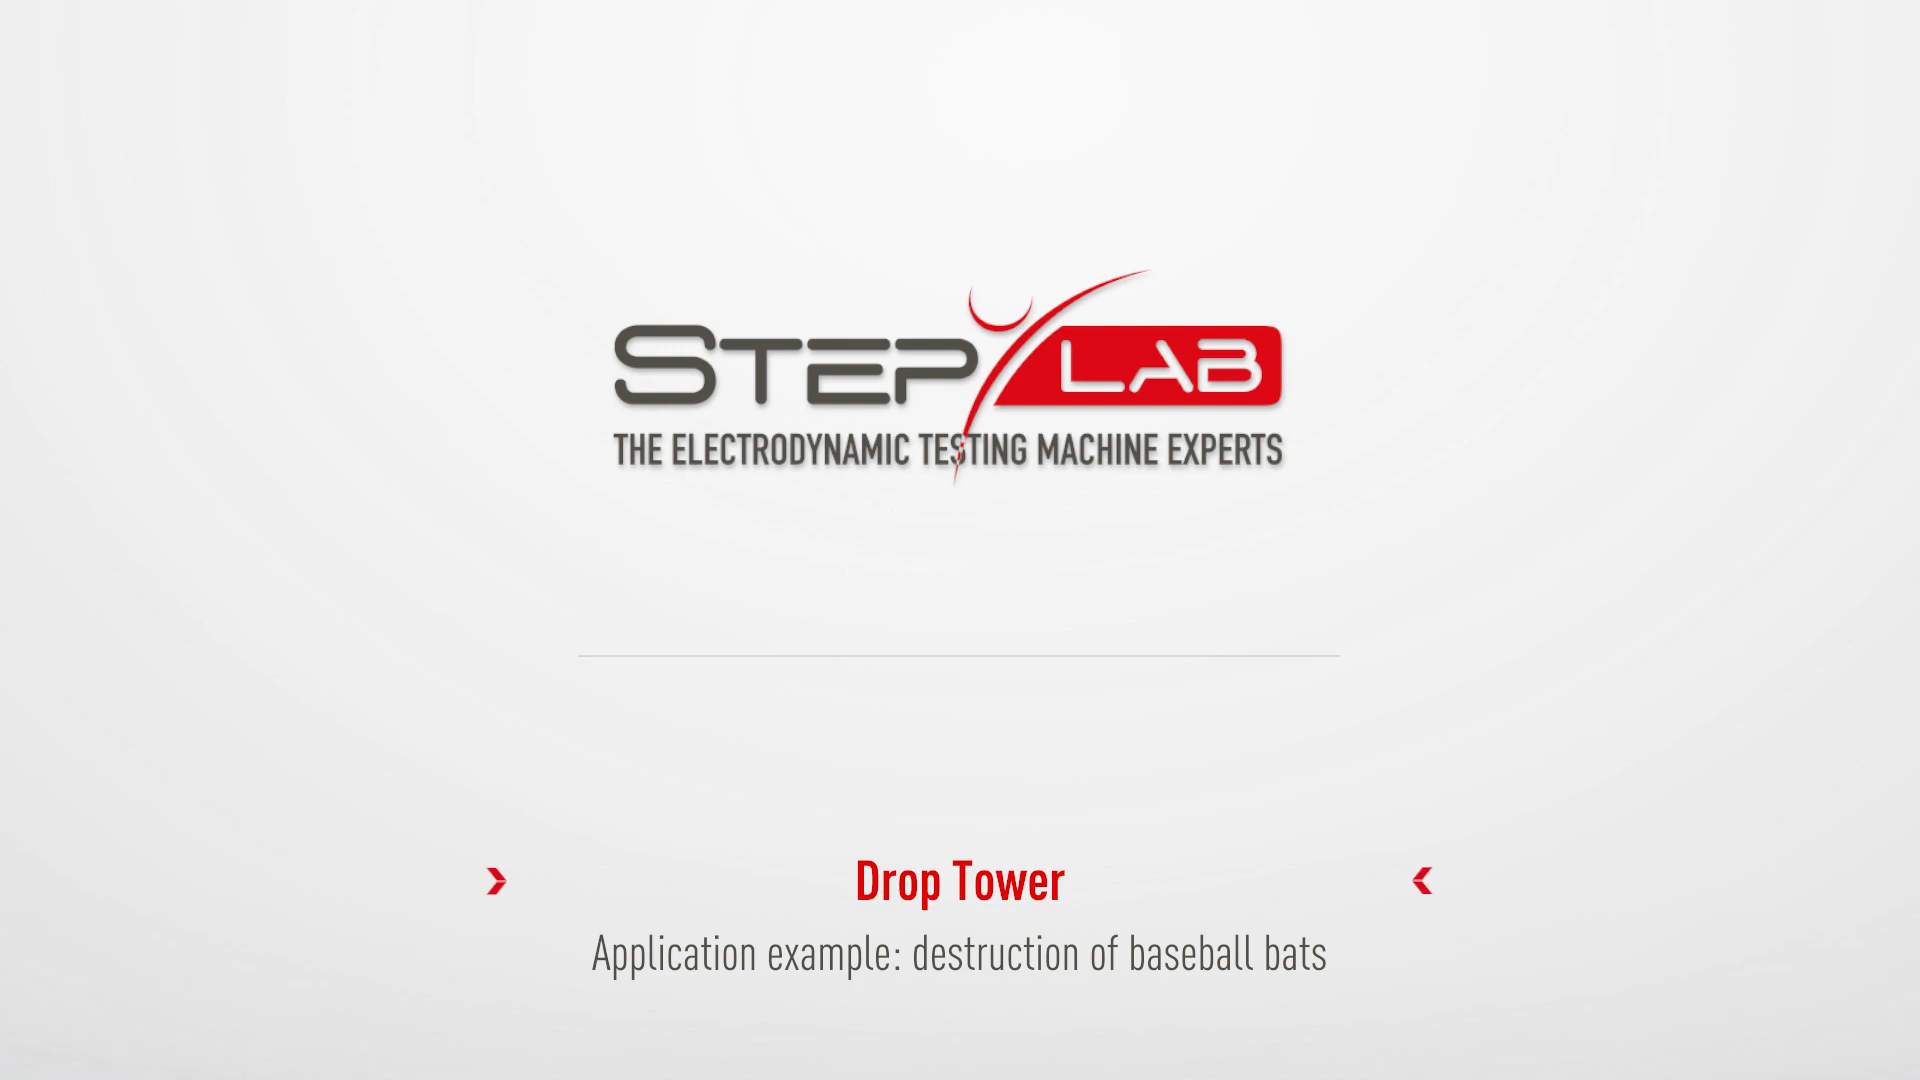 STEP LAB
THE ELECTRODYNAMIC TESTING MACHINE EXPERTS
Drop Tower
Application example: destruction of baseball bats